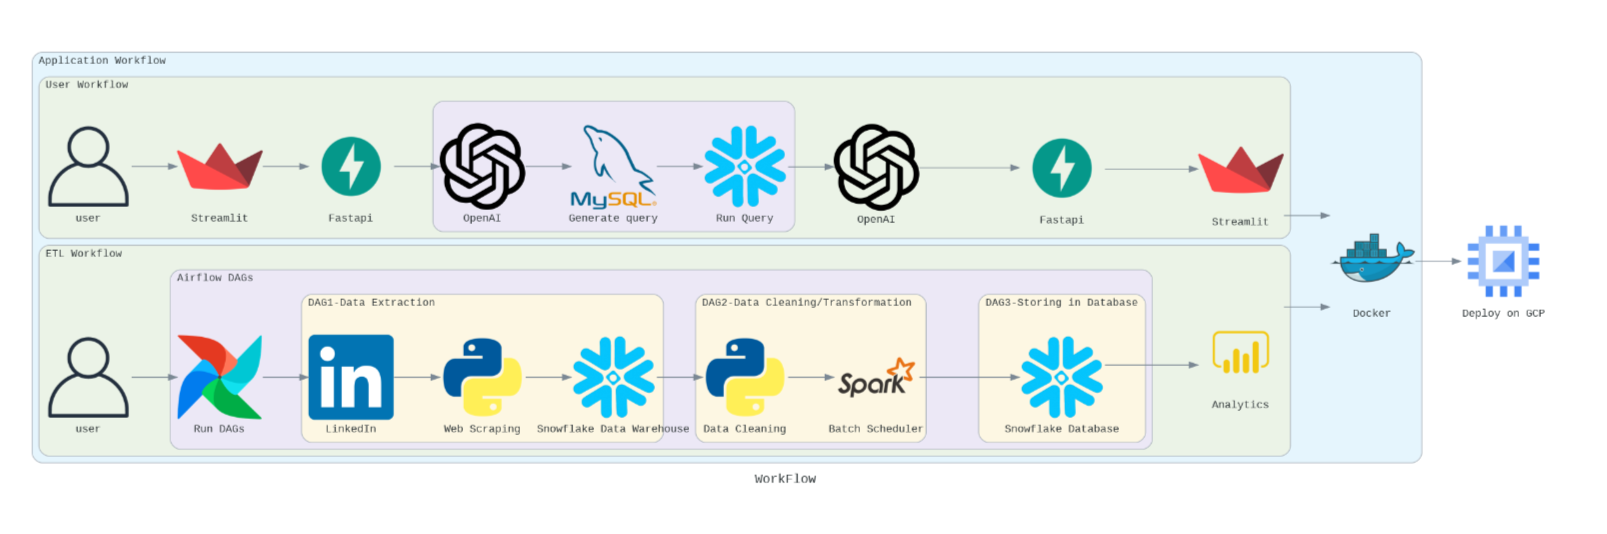 Application Workflow
User Workflow
MySQL®
user
Streamlit
Fastapi
OpenAI
Generate query
Run Query
OpenAI
Fastapi
Streamlit
ETL Workflow
Airflow DAGs
DAG1-Data Extraction
DAG2-Data Cleaning/Transformation
DAG3-Storing in Database
in
Spark
user
Run DAGs
LinkedIn
Web Scraping
Snowflake Data Warehouse
Data Cleaning
Batch Scheduler
Snowflake Database
Analytics
Docker
Deploy on GCP
WorkFlow